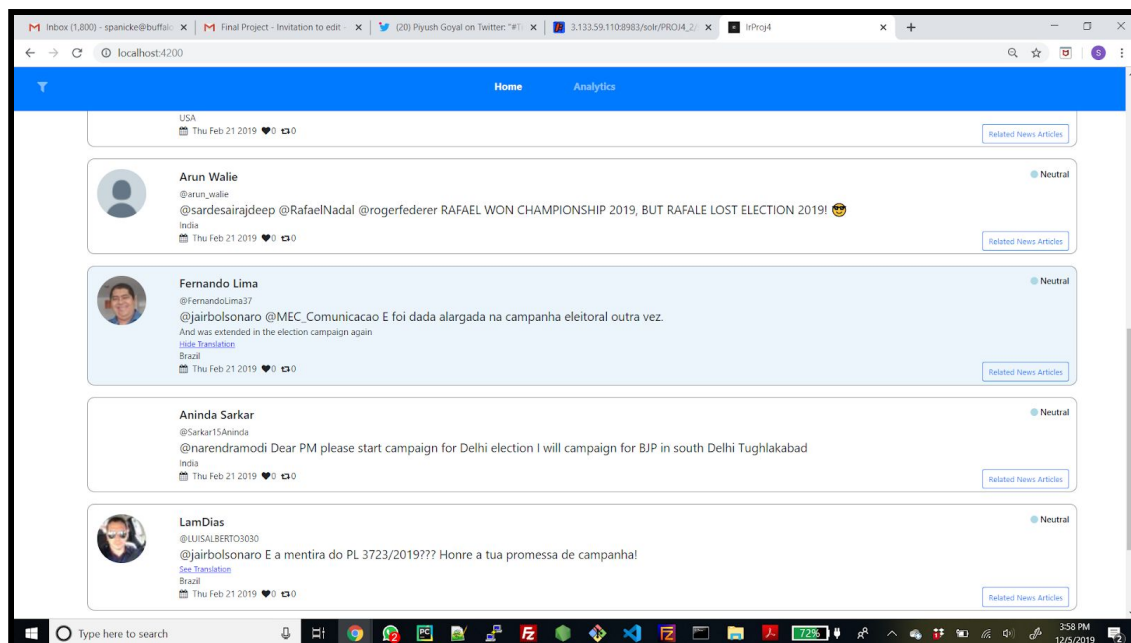 Inbox (1,800) - spanicke@buffalo
Final Project - Invitation to edit -
(20) Piyush Goyal on Twitter: "#T
3.133.59.110:8983/solr/PROJ4_2/
IrProj4
localhost:4200
S
Home
Analytics
USA
Thu Feb 21 2019 0 0
Related News Articles
Arun Walie
Neutral
@arun_walie
@sardesairajdeep @RafaelNadal @rogerfederer RAFAEL WON CHAMPIONSHIP 2019, BUT RAFALE LOST ELECTION 2019! 😎
India
Thu Feb 21 2019 0 0
Related News Articles
Fernando Lima
Neutral
@FernandoLima37
@jairbolsonaro @MEC_Comunicacao E foi dada alargada na campanha eleitoral outra vez.
And was extended in the election campaign again
Hide Translation
Brazil
Thu Feb 21 2019 0 0
Related News Articles
Aninda Sarkar
Neutral
@Sarkar15Aninda
@narendramodi Dear PM please start campaign for Delhi election I will campaign for BJP in south Delhi Tughlakabad
India
Thu Feb 21 2019 0 0
Related News Articles
LamDias
Neutral
@LUISALBERTO3030
@jairbolsonaro E a mentira do PL 3723/2019??? Honre a tua promessa de campanha!
See Translation
Brazil
Thu Feb 21 2019 0 0
Related News Articles
Type here to search
72%
3:58 PM
12/5/2019